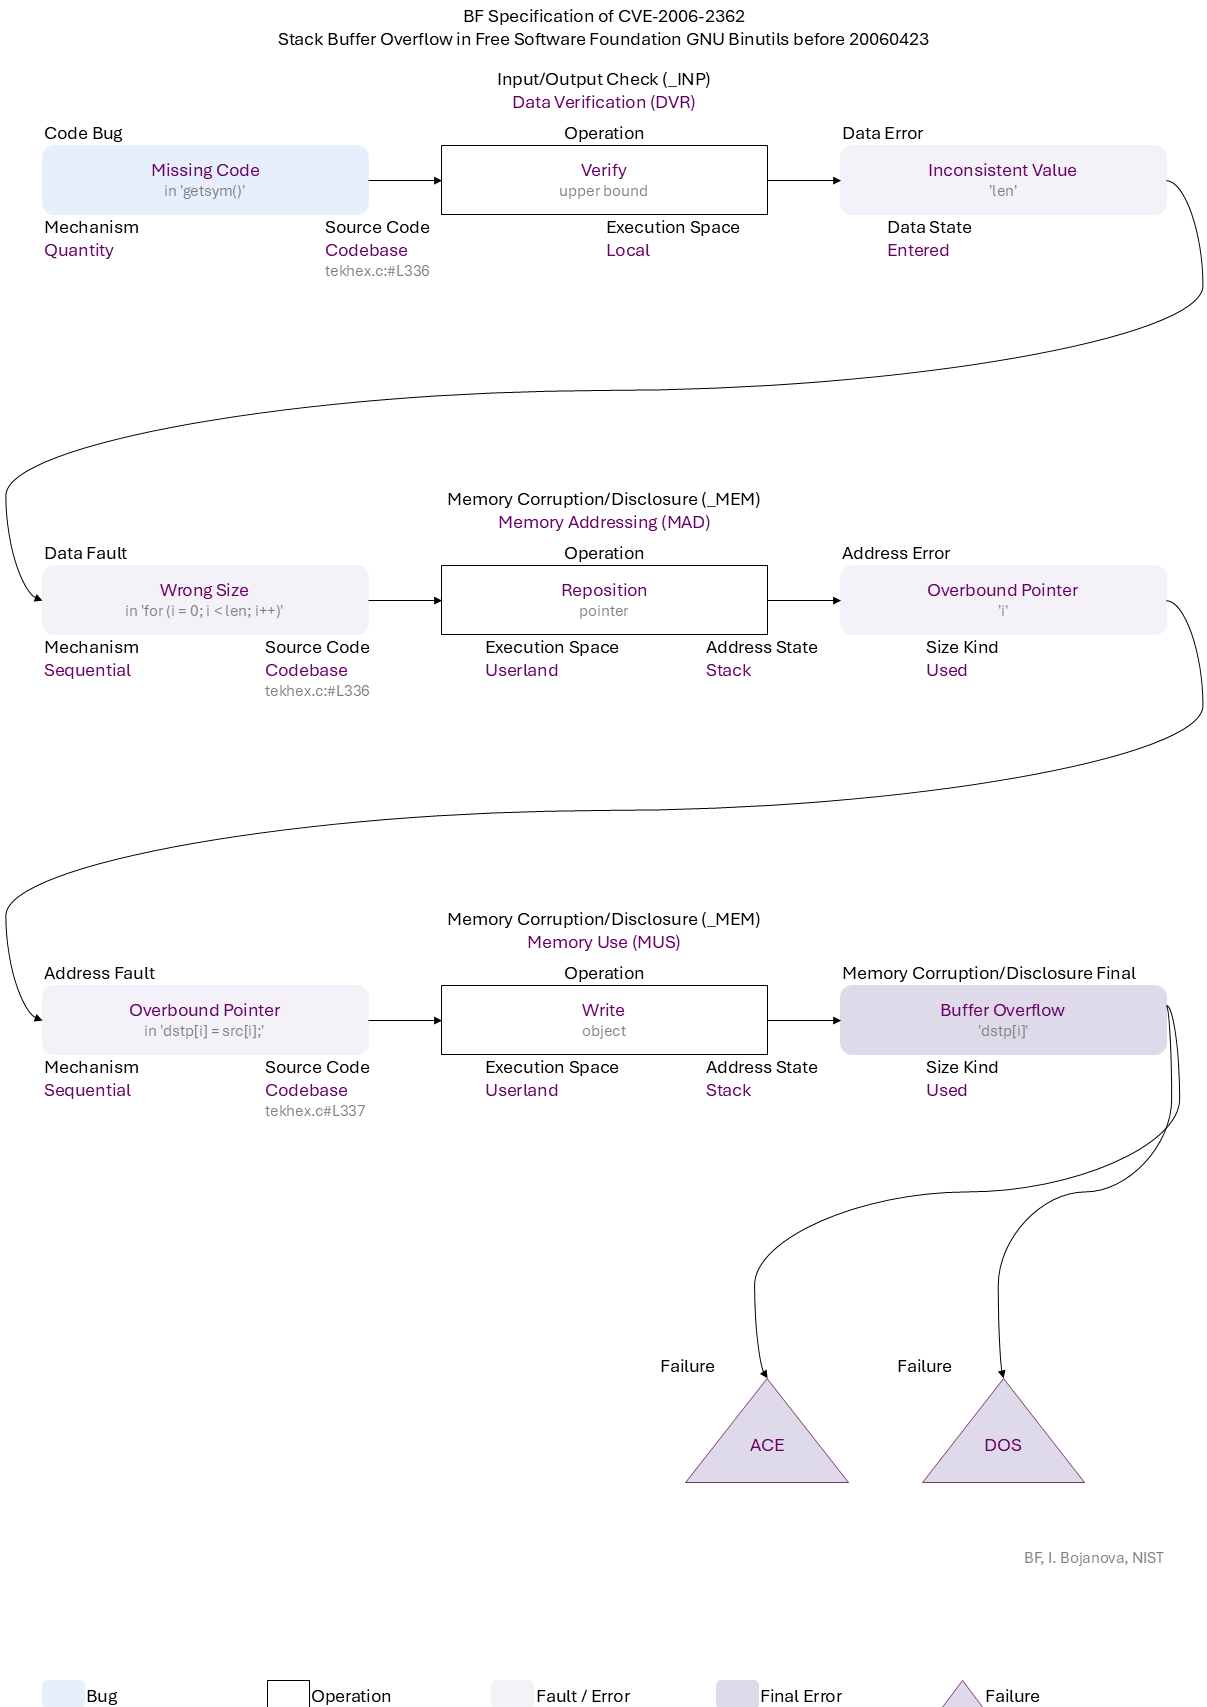 BF Specification of CVE-2006-2362
Stack Buffer Overflow in Free Software Foundation GNU Binutils before 20060423
Input/Output Check (_INP)
Data Verification (DVR)
Code Bug Operation Data Error
Missing Code Verify Inconsistent Value
in 'getsym()' upper bound 'len'
Mechanism Source Code Execution Space Data State
Quantity Codebase Local Entered
tekhex.c:#L336
Memory Corruption/Disclosure (_MEM)
Memory Addressing (MAD)
Data Fault Operation Address Error
Wrong Size Reposition Overbound Pointer
in 'for (i = 0; i < len; i++)' pointer 'i'
Mechanism Source Code Execution Space Address State Size Kind
Sequential Codebase Userland Stack Used
tekhex.c:#L336
Memory Corruption/Disclosure (_MEM)
Memory Use (MUS)
Address Fault Operation Memory Corruption/Disclosure Final
Overbound Pointer Write Buffer Overflow
in 'dstp[i] = src[i];' object 'dstp[i]'
Mechanism Source Code Execution Space Address State Size Kind
Sequential Codebase Userland Stack Used
tekhex.c#L337
Failure Failure
ACE DOS
BF, I. Bojanova, NIST
Bug Operation Fault / Error Final Error Failure